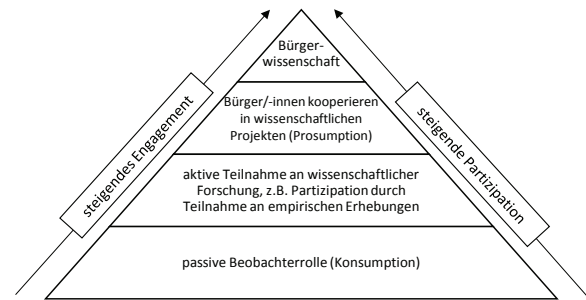 Bürger-
wissenschaft
Bürger/-innen kooperieren
in wissenschaftlichen
Projekten (Prosumption)
aktive Teilnahme an wissenschaftlicher
Forschung, z.B. Partizipation durch
Teilnahme an empirischen Erhebungen
passive Beobachterrolle (Konsumption)
steigendes Engagement
steigende Partizipation